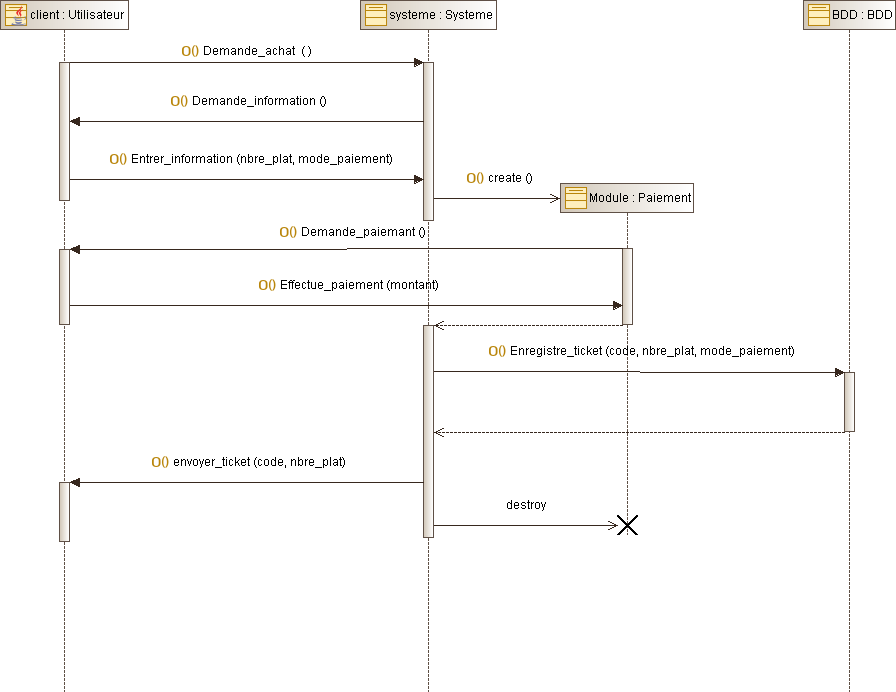 client : Utilisateur
systeme : Systeme
BDD : BDD
O() Demande_achat ( )
O() Demande_information ()
O() Entrer_information (nbre_plat, mode_paiement)
O() create ()
Module : Paiement
O() Demande_paiemant ()
O() Effectue_paiement (montant)
O() Enregistre_ticket (code, nbre_plat, mode_paiement)
O() envoyer_ticket (code, nbre_plat)
destroy